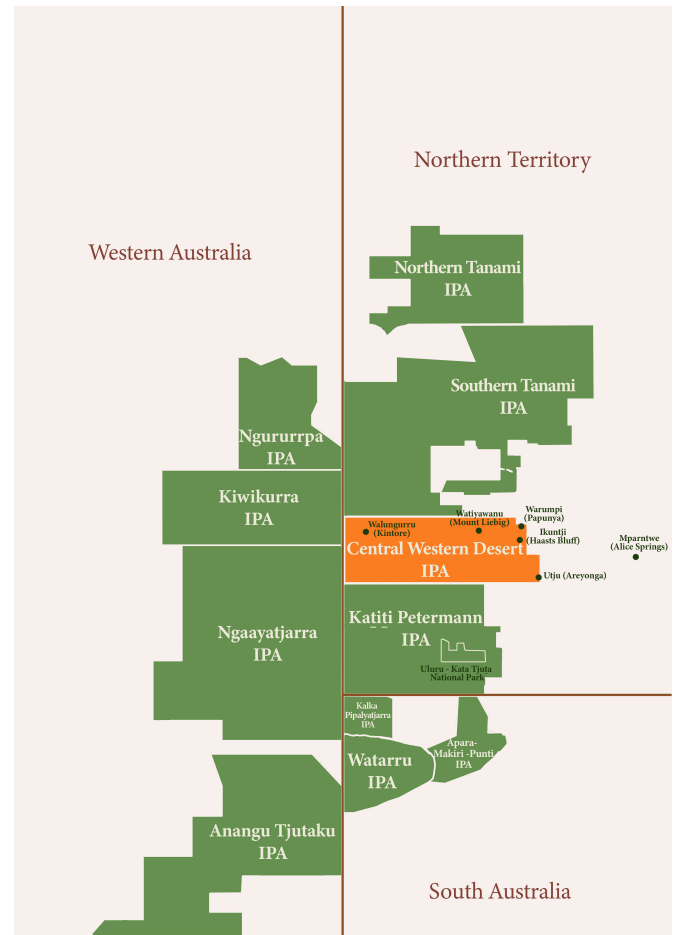 Northern Territory
Western Australia
Northern Tanami
IPA
Southern Tanami
IPA
Ngururrpa
IPA
Kiwikurra
IPA
Walungurru
(Kintore)
Watiyawanu
(Mount Liebig)
Warumpi
(Papunya)
Ikuntji
(Haasts Bluff)
Mparntwe
(Alice Springs)
Central Western Desert
IPA
Utju (Areyonga)
Ngaayatjarra
IPA
Katiti Petermann
IPA
Uluru - Kata Tjuta
National Park
Kalka
Pipalyatjarra
IPA
Watarru
IPA
Apara-
Makiri -Punti
IPA
Anangu Tjutaku
IPA
South Australia